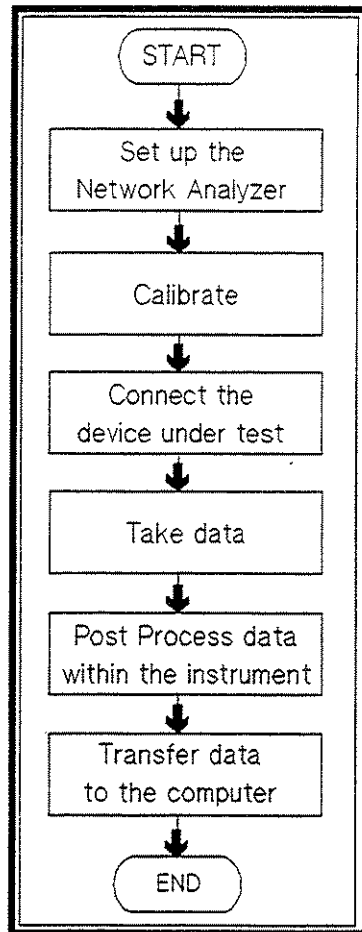 START
Set up the
Network Analyzer
Calibrate
Connect the
device under test
Take data
Post Process data
within the instrument
Transfer data
to the computer
END